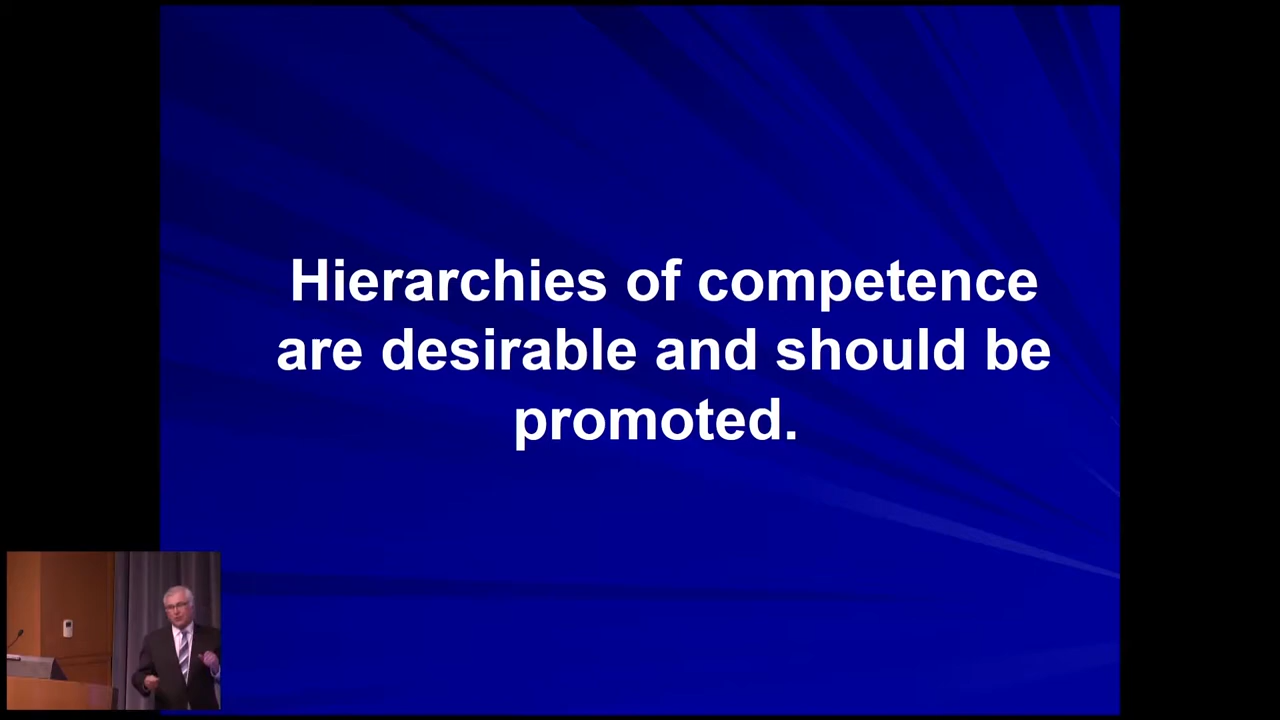 Hierarchies of competence
are desirable and should be
promoted.